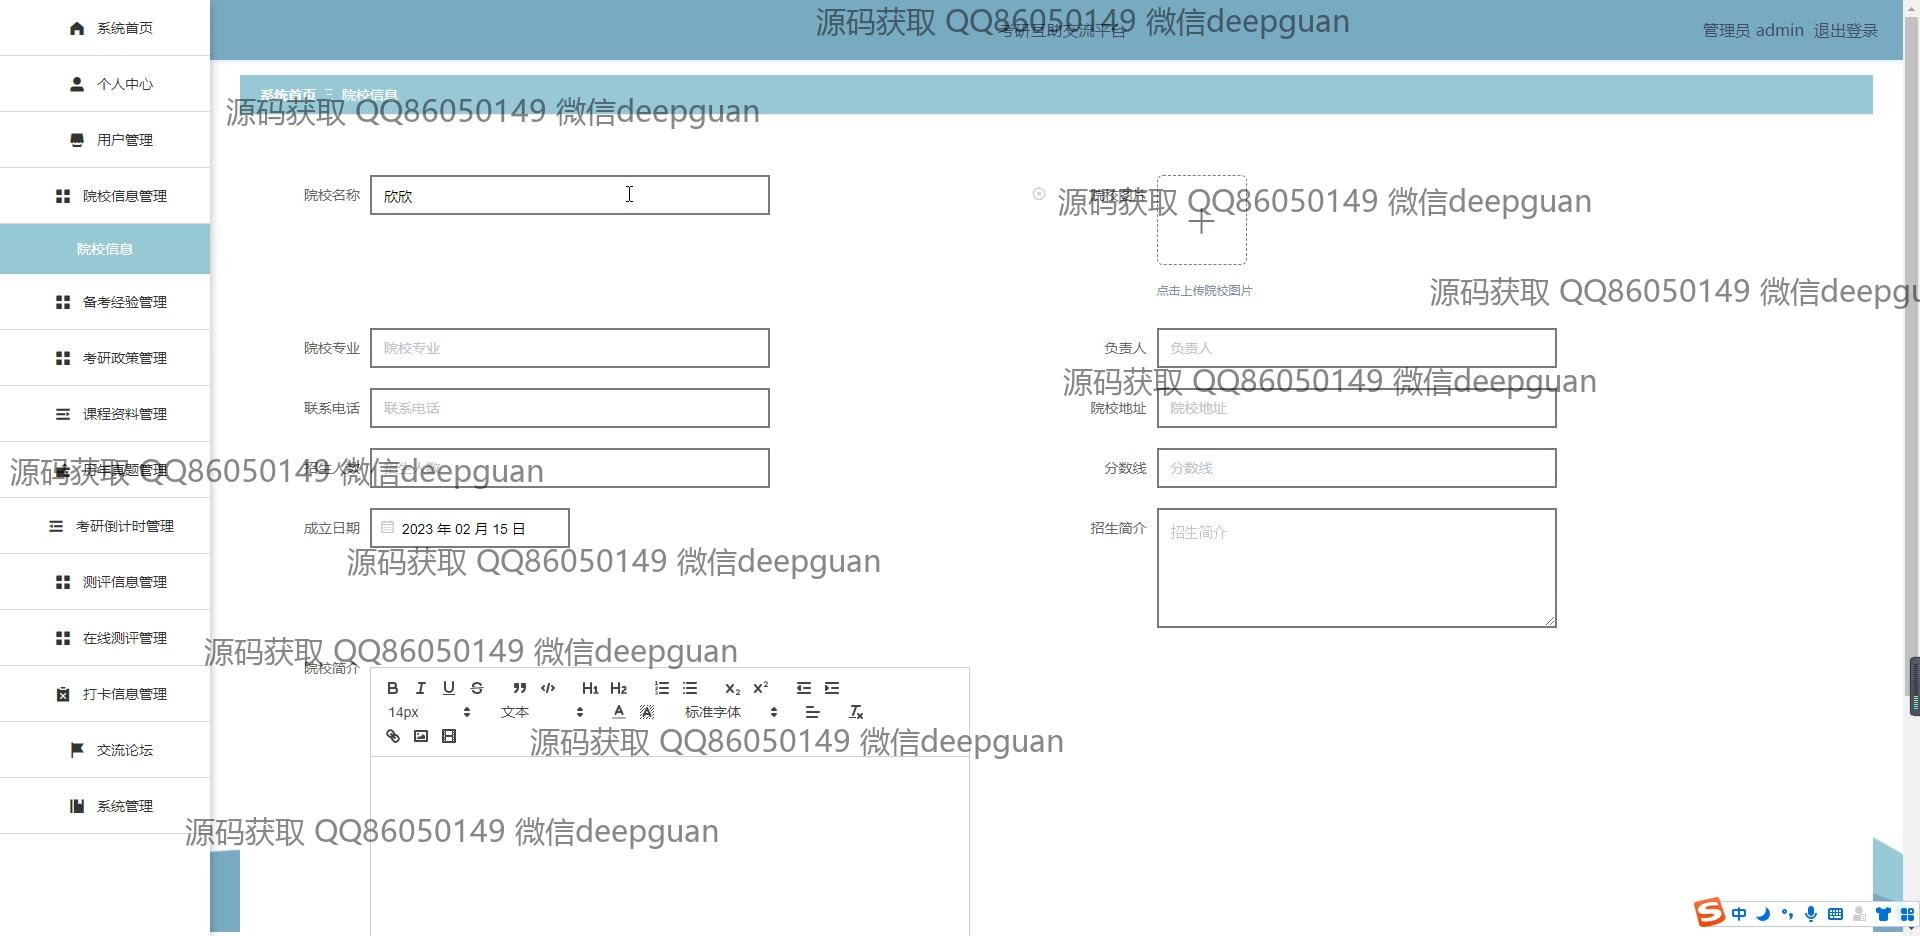 系统首页
个人中心
用户管理
院校信息管理
院校信息
备考经验管理
考研政策管理
课程资料管理
历年真题管理
考研倒计时管理
测评信息管理
在线测评管理
打卡信息管理
交流论坛
系统管理
源码获取 QQ86050149 微信deepguan
考研互助交流平台
管理员 admin 退出登录
系统首页 院校信息
源码获取 QQ86050149 微信deepguan
院校名称 欣欣
院校图片
源码获取 QQ86050149 微信deepguan
点击上传院校图片
源码获取 QQ86050149 微信deepgu
院校专业 院校专业
负责人 负责人
源码获取 QQ86050149 微信deepguan
联系电话 联系电话
院校地址 院校地址
招生人数 招生人数
分数线 分数线
源码获取 QQ86050149 微信deepguan
成立日期 2023 年 02 月 15 日
招生简介 招生简介
源码获取 QQ86050149 微信deepguan
源码获取 QQ86050149 微信deepguan
院校简介
B I U S H1 H2 X2 X2
14px 文本 A A 标准字体 Tx
源码获取 QQ86050149 微信deepguan
源码获取 QQ86050149 微信deepguan
中